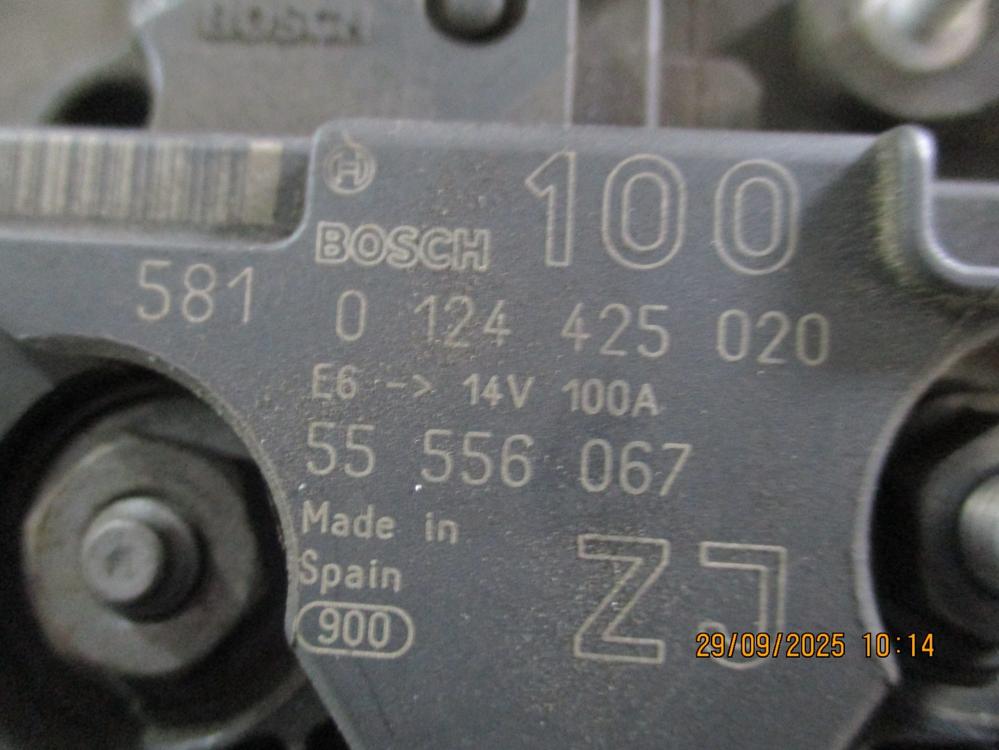 BOSCH
H
BOSCH
100
581
0 124 425 020
E6 -> 14V 100A
55 556 067
Made in
Spain
900
ZJ
29/09/2025 10:14